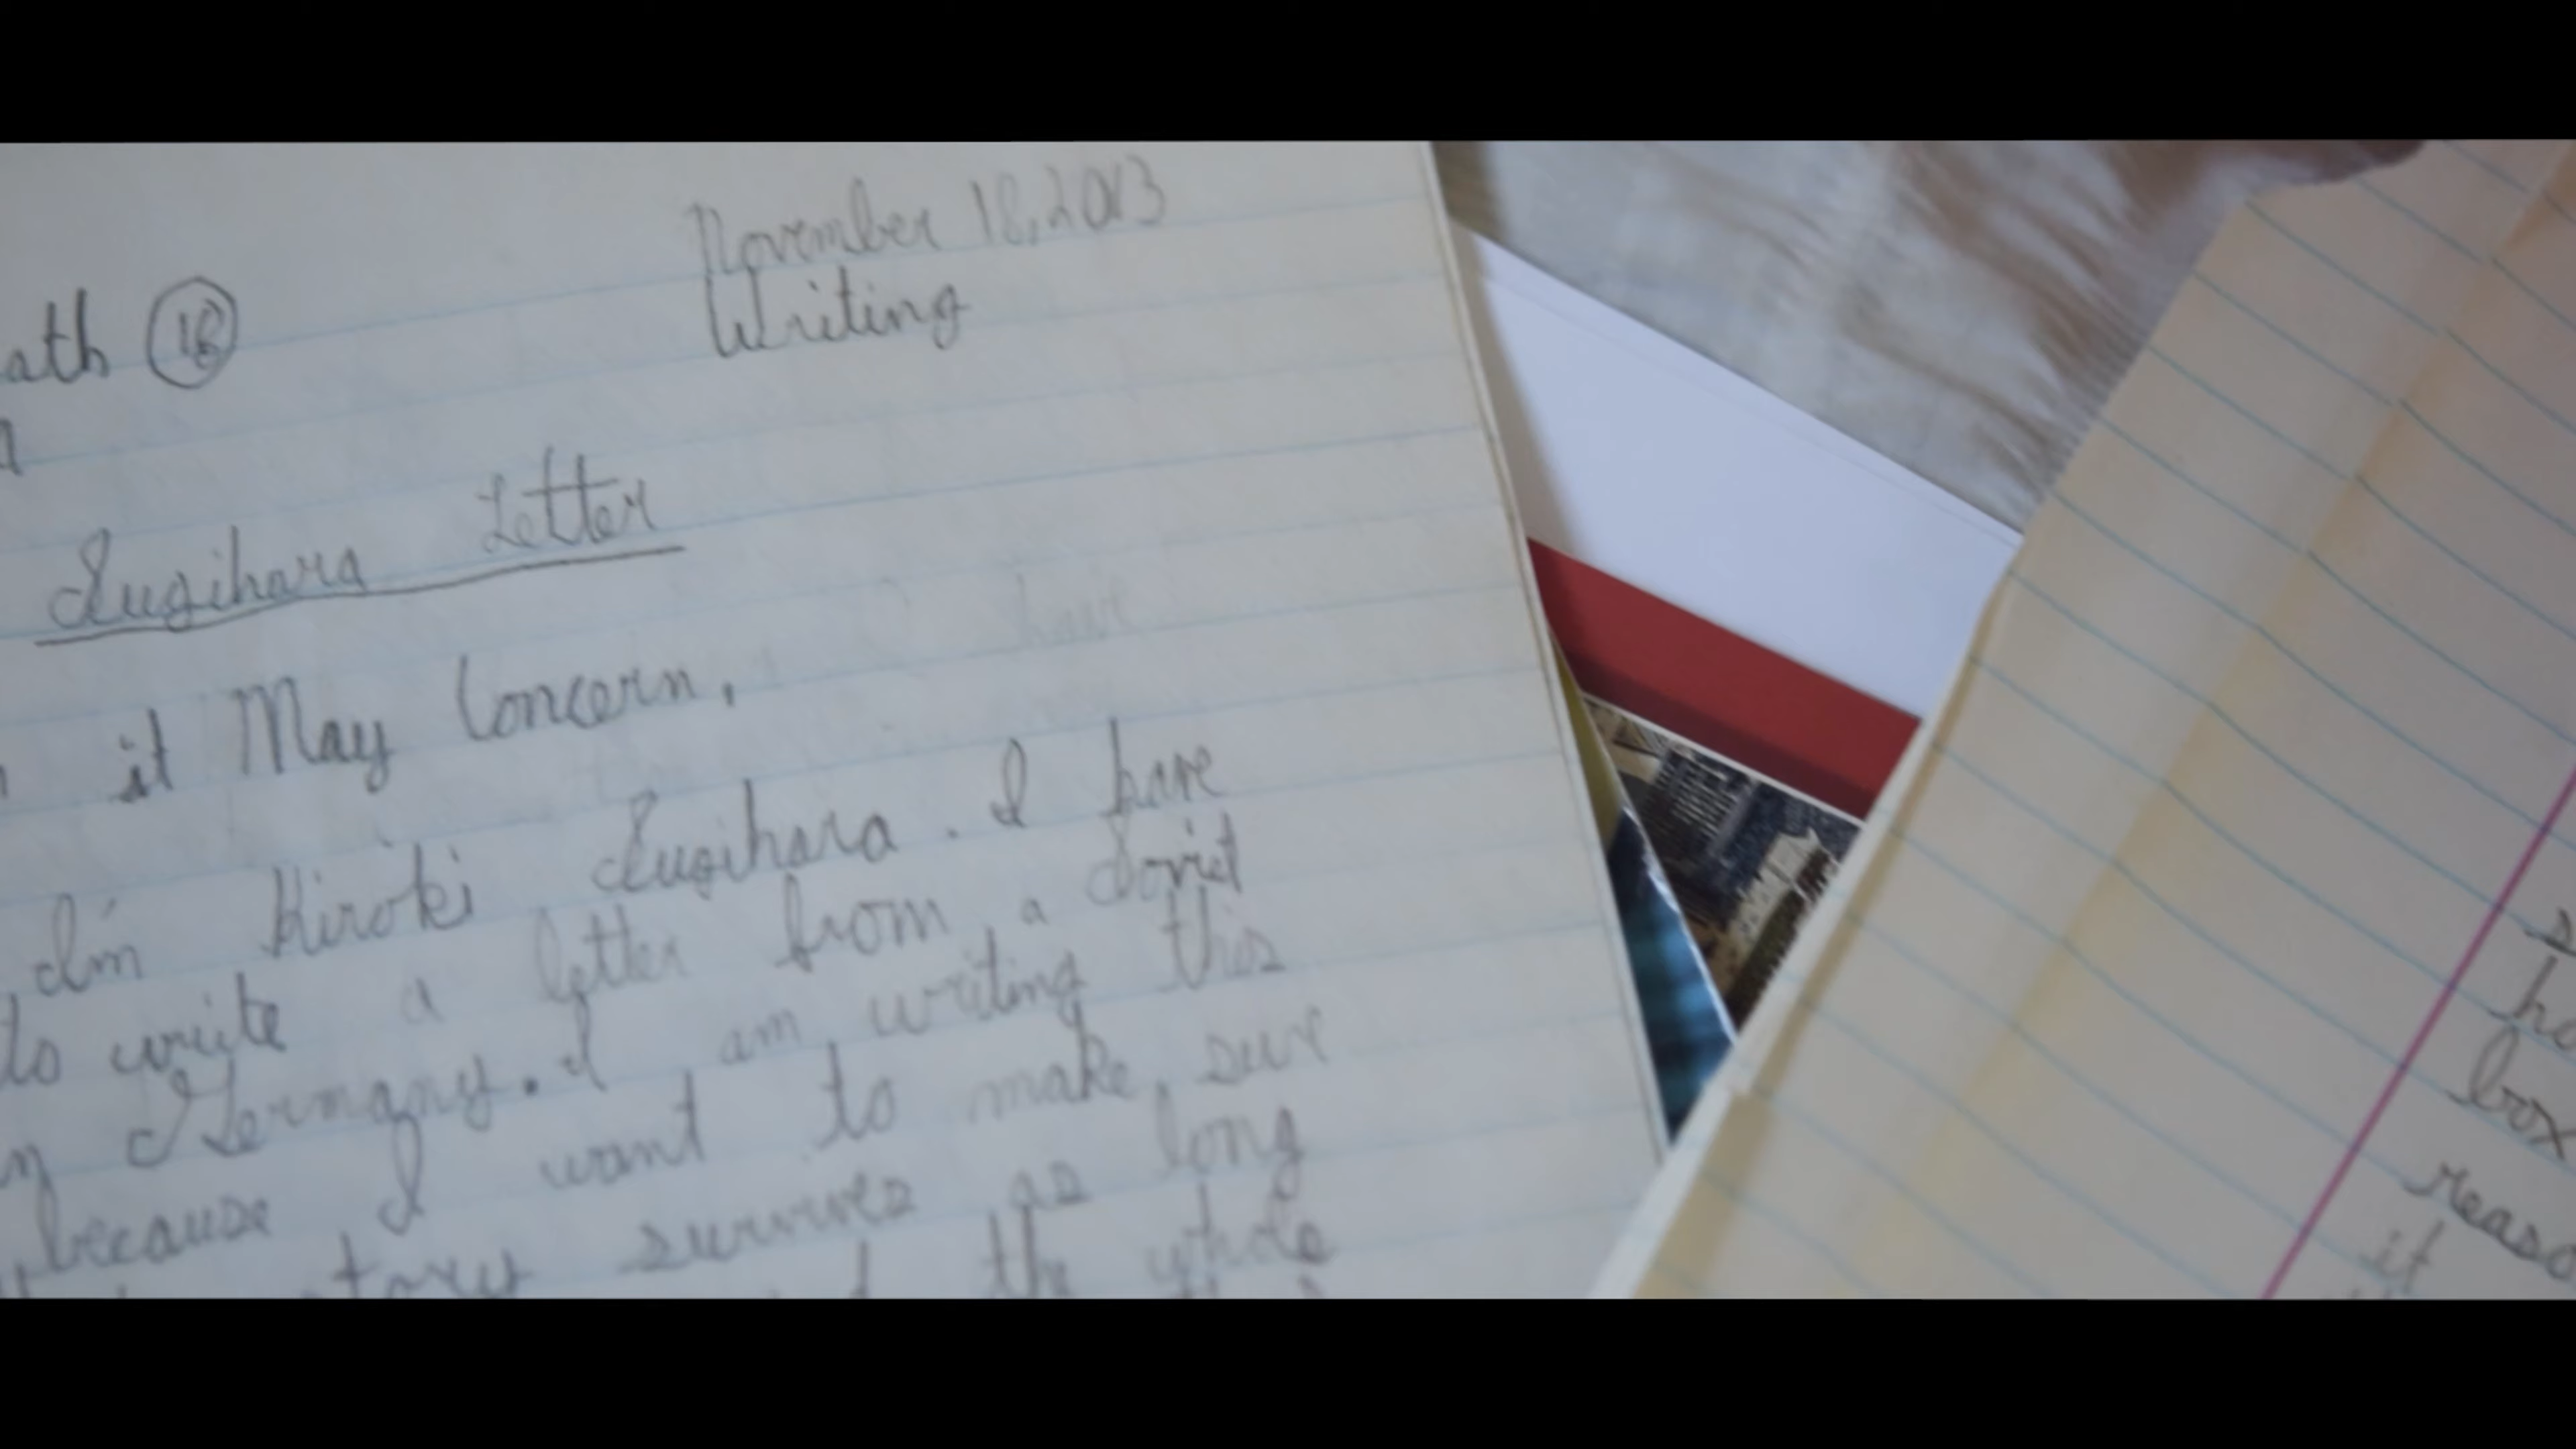 November 18, 2013
ath 18
Writing
Sugihara Letter
it May Concern,
I'm Hiroki Sugihara. I have
to write a letter from a Soviet
Germany. I am writing this
because I want to make sure
survives as long
the whole
box
reaso
it